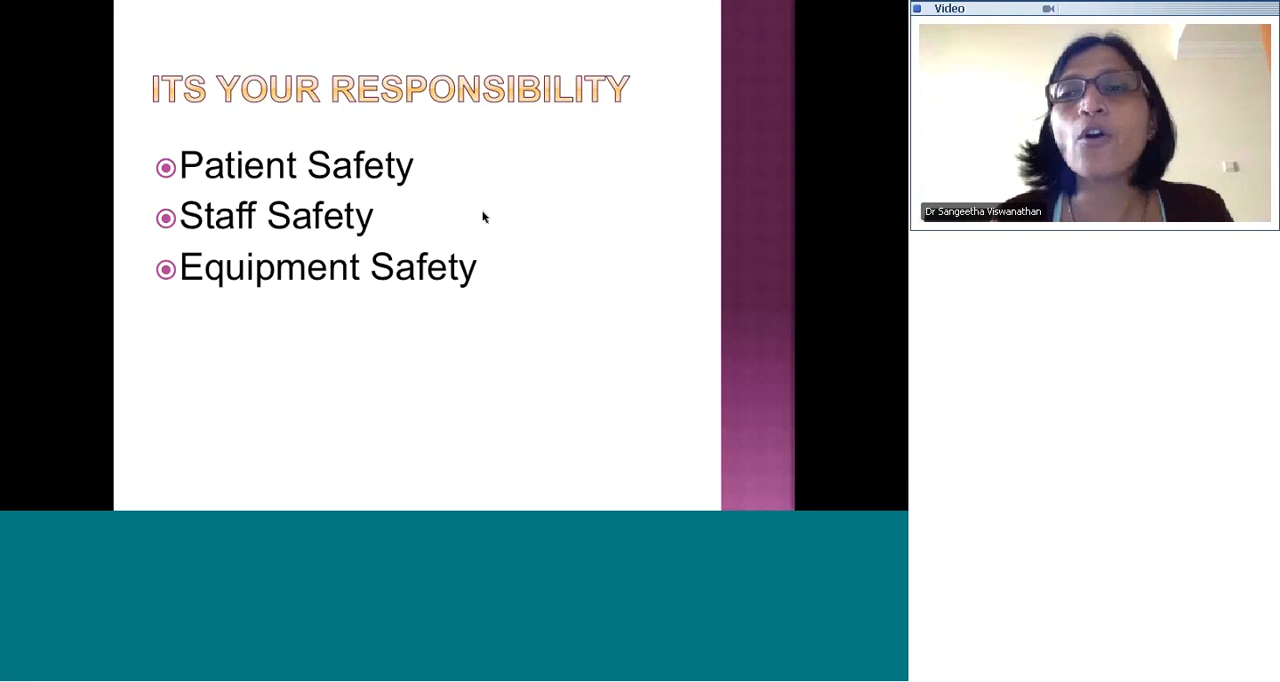 ITS YOUR RESPONSIBILITY
Patient Safety
Staff Safety
Equipment Safety
Video
Dr Sangeetha Viswanathan